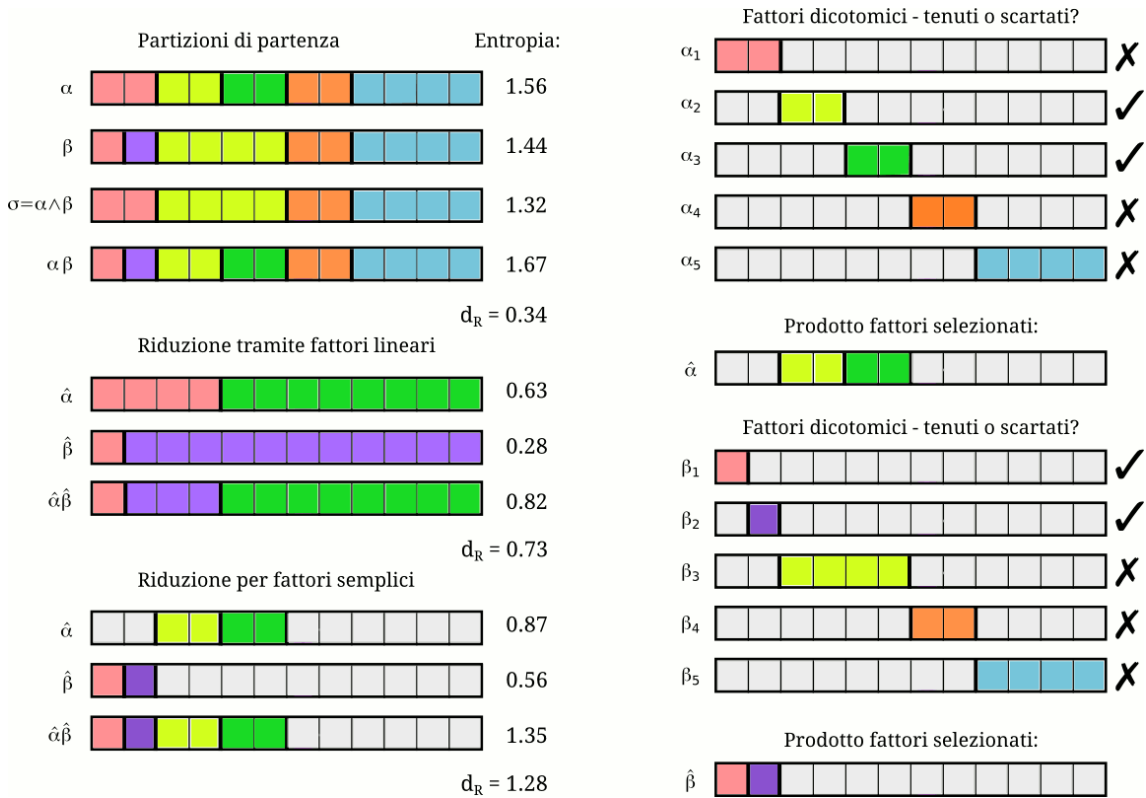 Partizioni di partenza Entropia:
α 1.56
β 1.44
σ=α∧β 1.32
αβ 1.67
dR = 0.34
Riduzione tramite fattori lineari
α̂ 0.63
β̂ 0.28
α̂β̂ 0.82
dR = 0.73
Riduzione per fattori semplici
α̂ 0.87
β̂ 0.56
α̂β̂ 1.35
dR = 1.28
Fattori dicotomici - tenuti o scartati?
α1 ✗
α2 ✓
α3 ✓
α4 ✗
α5 ✗
Prodotto fattori selezionati:
α̂
Fattori dicotomici - tenuti o scartati?
β1 ✓
β2 ✓
β3 ✗
β4 ✗
β5 ✗
Prodotto fattori selezionati:
β̂